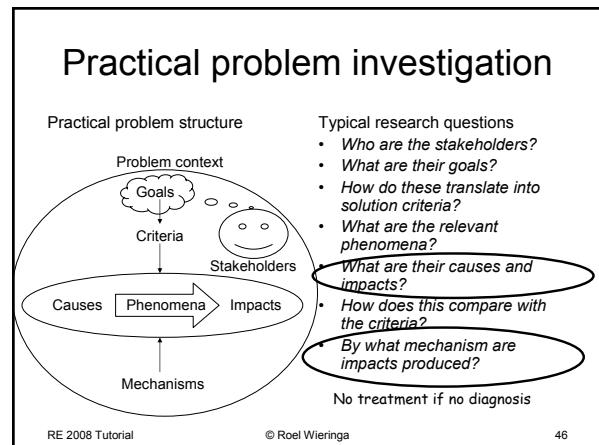 Practical problem investigation
Practical problem structure
Problem context
Goals
Criteria
Stakeholders
Causes Phenomena Impacts
Mechanisms
Typical research questions
• Who are the stakeholders?
• What are their goals?
• How do these translate into
solution criteria?
• What are the relevant
phenomena?
• What are their causes and
impacts?
• How does this compare with
the criteria?
• By what mechanism are
impacts produced?
No treatment if no diagnosis
RE 2008 Tutorial © Roel Wieringa 46